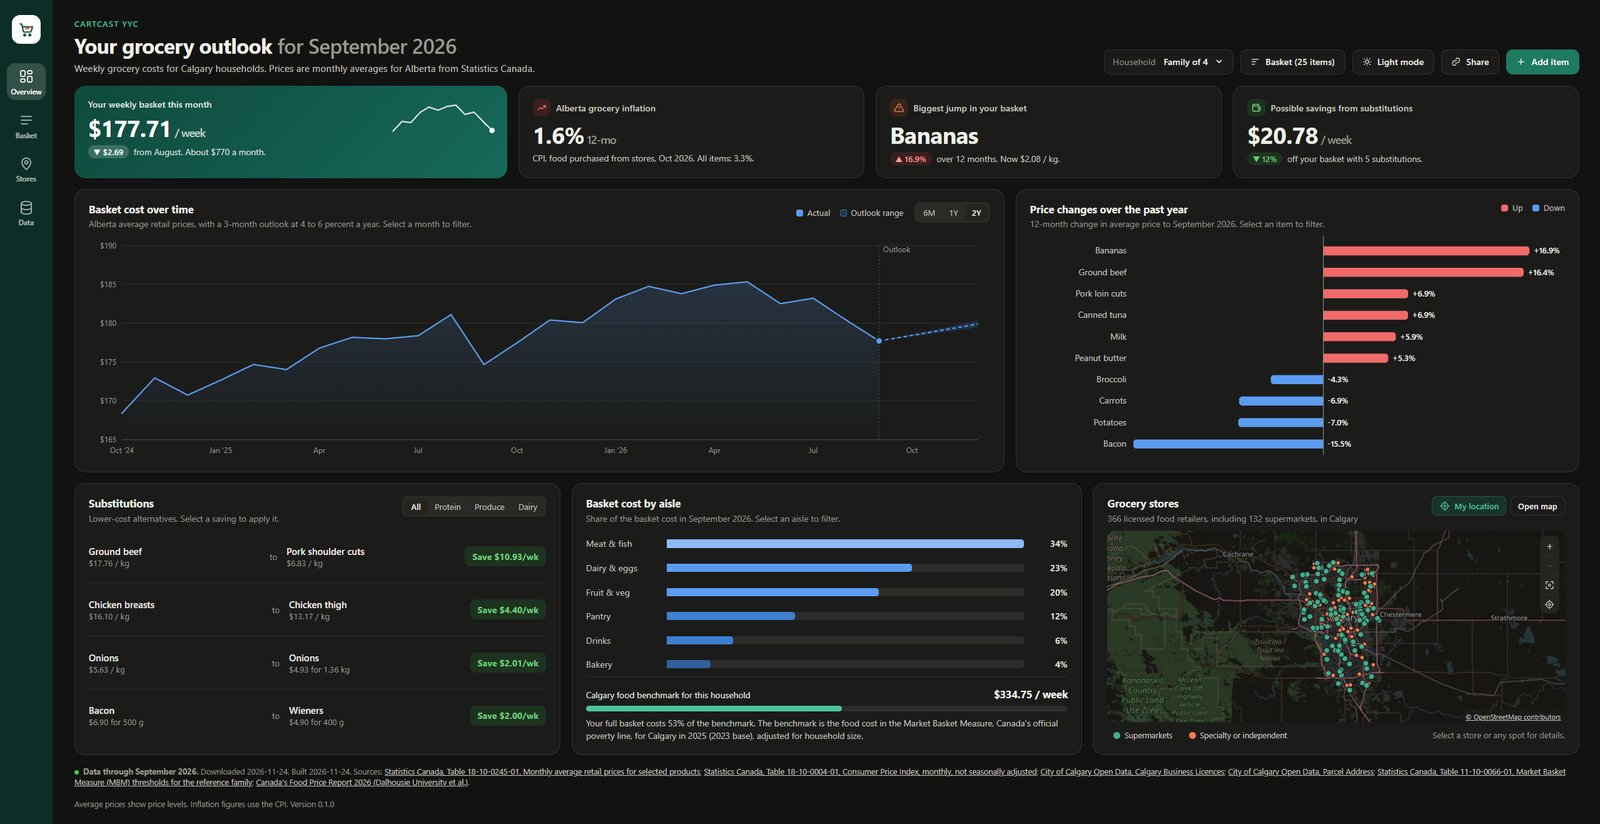 CARTCAST YYC
Your grocery outlook for September 2026
Weekly grocery costs for Calgary households. Prices are monthly averages for Alberta from Statistics Canada.
Household Family of 4
Basket (25 items)
Light mode
Share
+ Add item
Overview
Basket
Stores
Data
Your weekly basket this month
$177.71 / week
▼ $2.69 from August. About $770 a month.
Alberta grocery inflation
1.6% 12-mo
CPI, food purchased from stores, Oct 2026. All items: 3.3%.
Biggest jump in your basket
Bananas
▲ 16.9% over 12 months. Now $2.08 / kg.
Possible savings from substitutions
$20.78 / week
▼ 12% off your basket with 5 substitutions.
Basket cost over time
Alberta average retail prices, with a 3-month outlook at 4 to 6 percent a year. Select a month to filter.
Actual
Outlook range
6M 1Y 2Y
$190
Outlook
$185
$180
$175
$170
$165
Oct '24 Jan '25 Apr Jul Oct Jan '26 Apr Jul Oct
Price changes over the past year
12-month change in average price to September 2026. Select an item to filter.
Up Down
Bananas +16.9%
Ground beef +16.4%
Pork loin cuts +6.9%
Canned tuna +6.9%
Milk +5.9%
Peanut butter +5.3%
Broccoli -4.3%
Carrots -6.9%
Potatoes -7.0%
Bacon -15.5%
Substitutions
Lower-cost alternatives. Select a saving to apply it.
All Protein Produce Dairy
Ground beef to Pork shoulder cuts Save $10.93/wk
$17.76 / kg $6.83 / kg
Chicken breasts to Chicken thigh Save $4.40/wk
$16.10 / kg $13.17 / kg
Onions to Onions Save $2.01/wk
$5.63 / kg $4.93 for 1.36 kg
Bacon to Wieners Save $2.00/wk
$6.90 for 500 g $4.90 for 400 g
Basket cost by aisle
Share of the basket cost in September 2026. Select an aisle to filter.
Meat & fish 34%
Dairy & eggs 23%
Fruit & veg 20%
Pantry 12%
Drinks 6%
Bakery 4%
Calgary food benchmark for this household $334.75 / week
Your full basket costs 53% of the benchmark. The benchmark is the food cost in the Market Basket Measure, Canada's official
poverty line, for Calgary in 2025 (2023 base), adjusted for household size.
Grocery stores
366 licensed food retailers, including 132 supermarkets, in Calgary
My location
Open map
Cochrane
Chestermere
Strathmore
Tsuut'ina
Nation
Kananaskis
Country
Public Land
Use Zone
McLean
Creek Off
Highway
Vehicle
Public Land
Use Zone
© OpenStreetMap contributors
Supermarkets
Specialty or independent
Select a store or any spot for details.
Data through September 2026. Downloaded 2026-11-24. Built 2026-11-24. Sources: Statistics Canada, Table 18-10-0245-01, Monthly average retail prices for selected products; Statistics Canada, Table 18-10-0004-01, Consumer Price Index, monthly, not seasonally adjusted; City of Calgary Open Data, Calgary Business Licences; City of Calgary Open Data, Parcel Address; Statistics Canada, Table 11-10-0066-01, Market Basket
Measure (MBM) thresholds for the reference family; Canada's Food Price Report 2026 (Dalhousie University et al.).
Average prices show price levels. Inflation figures use the CPI. Version 0.1.0